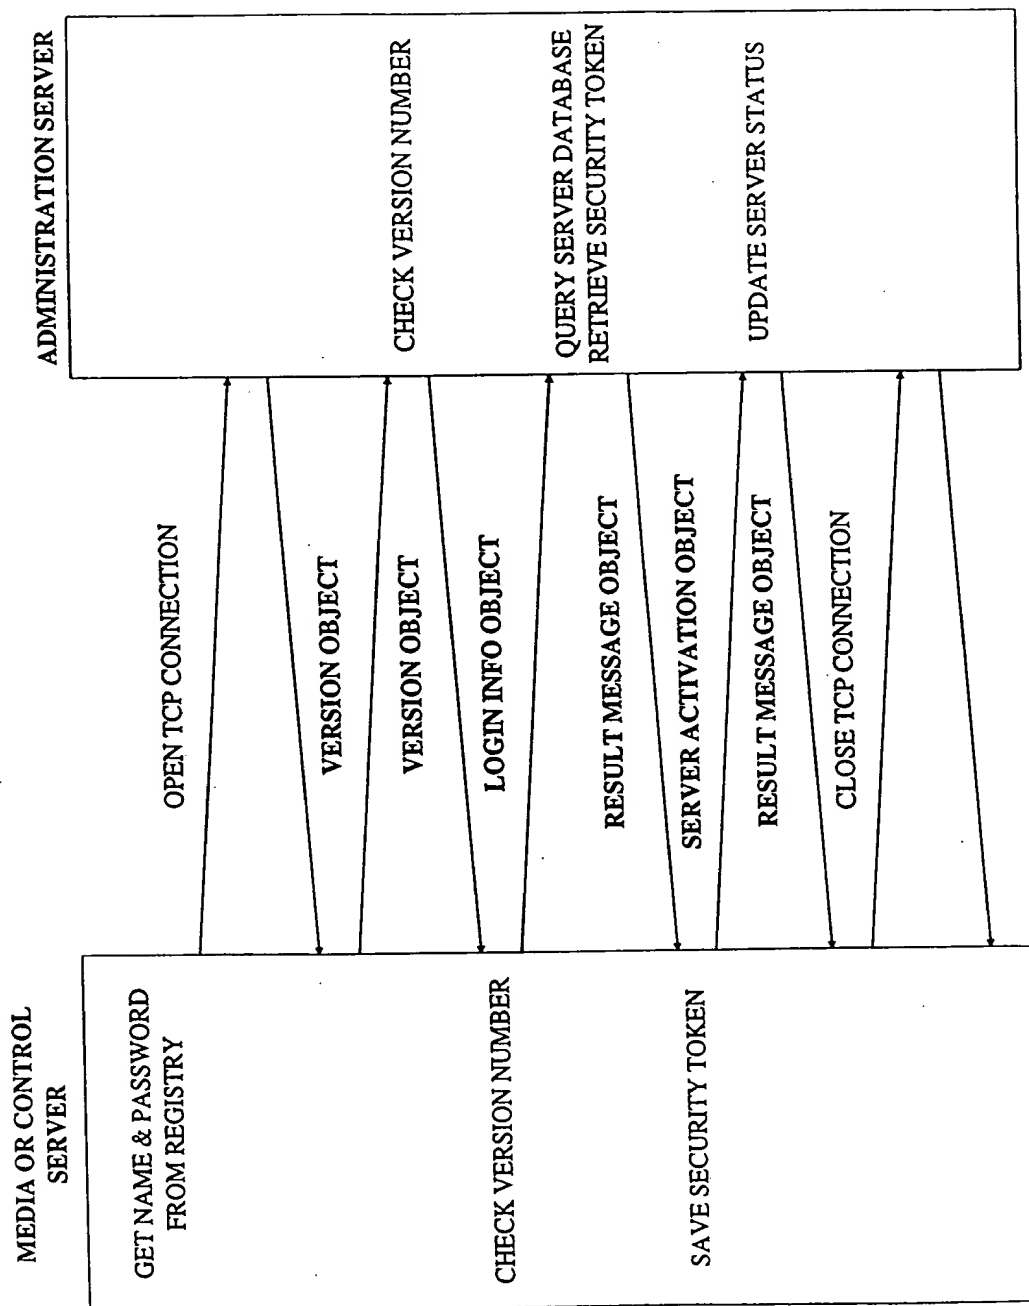 MEDIA OR CONTROL
SERVER
ADMINISTRATION SERVER
GET NAME & PASSWORD
FROM REGISTRY
OPEN TCP CONNECTION
VERSION OBJECT
VERSION OBJECT
CHECK VERSION NUMBER
LOGIN INFO OBJECT
CHECK VERSION NUMBER
QUERY SERVER DATABASE
RETRIEVE SECURITY TOKEN
RESULT MESSAGE OBJECT
SERVER ACTIVATION OBJECT
SAVE SECURITY TOKEN
RESULT MESSAGE OBJECT
UPDATE SERVER STATUS
CLOSE TCP CONNECTION